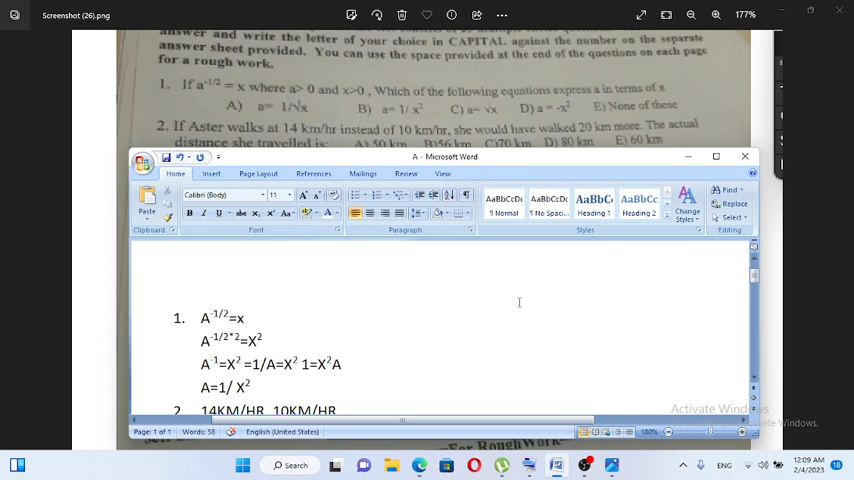 Screenshot (26).png
177%
answer and write the letter of your choice in CAPITAL against the number on the separate
answer sheet provided. You can use the space provided at the end of the questions on each page
for a rough work.
1. If a-1/2 = x where a> 0 and x>0 , Which of the following equations express a in terms of x
A) a= 1/√x B) a= 1/ x² C) a= √x D) a = -x² E) None of these
2. If Aster walks at 14 km/hr instead of 10 km/hr, she would have walked 20 km more. The actual
distance she travelled is: A) 50 km B)56 km C)70 km D) 80 km E) 60 km
A - Microsoft Word
Home Insert Page Layout References Mailings Review View
Calibri (Body) 11
AaBbCcDc AaBbCcDc AaBbC AaBbCc
Paste
B I U abc x₂ x² Aa
¶ Normal ¶ No Spaci... Heading 1 Heading 2
Change Styles
Find
Replace
Select
Clipboard Font Paragraph Styles Editing
1. A-1/2=x
A-1/2*2=X2
A-1=X2 =1/A=X2 1=X2A
A=1/ X2
2 14KM/HR 10KM/HR
Activate Windows
Page: 1 of 1 Words: 58 English (United States) 180%
For Rough Work
Search
ENG
12:09 AM
2/4/2023
18